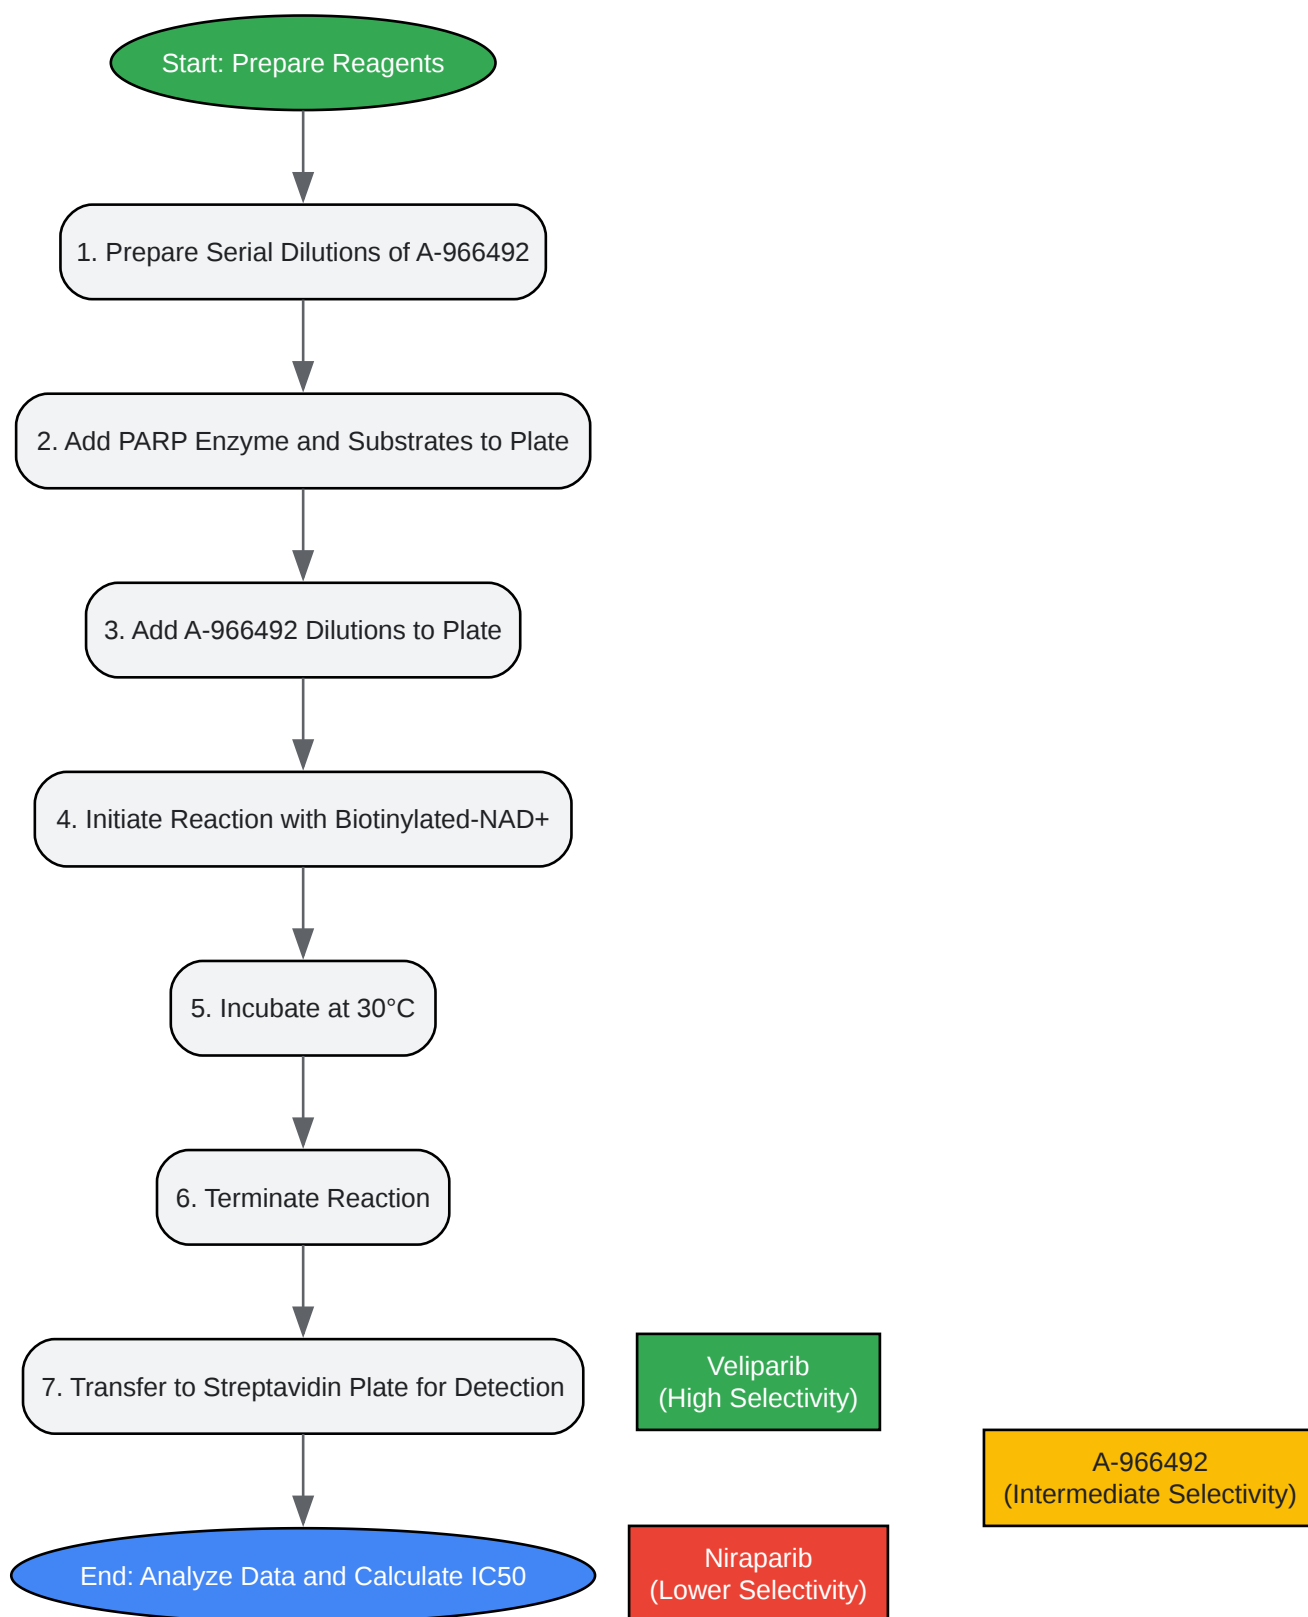 Start: Prepare Reagents
1. Prepare Serial Dilutions of A-966492
2. Add PARP Enzyme and Substrates to Plate
3. Add A-966492 Dilutions to Plate
4. Initiate Reaction with Biotinylated-NAD+
5. Incubate at 30°C
6. Terminate Reaction
7. Transfer to Streptavidin Plate for Detection
End: Analyze Data and Calculate IC50
Veliparib
(High Selectivity)
A-966492
(Intermediate Selectivity)
Niraparib
(Lower Selectivity)